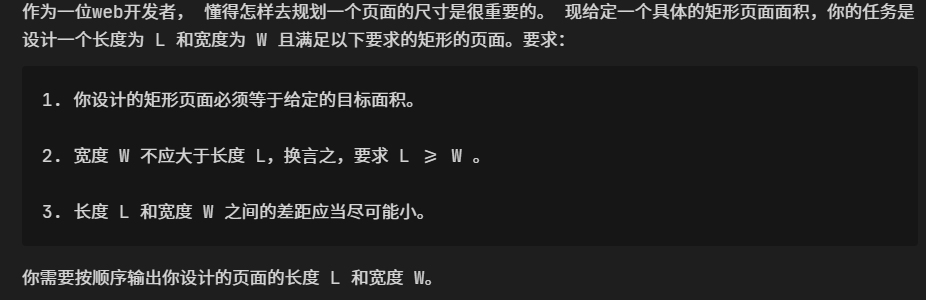 作为一位web开发者， 懂得怎样去规划一个页面的尺寸是很重要的。 现给定一个具体的矩形页面面积，你的任务是
设计一个长度为 L 和宽度为 W 且满足以下要求的矩形的页面。要求：
1. 你设计的矩形页面必须等于给定的目标面积。
2. 宽度 W 不应大于长度 L，换言之，要求 L >= W 。
3. 长度 L 和宽度 W 之间的差距应当尽可能小。
你需要按顺序输出你设计的页面的长度 L 和宽度 W。